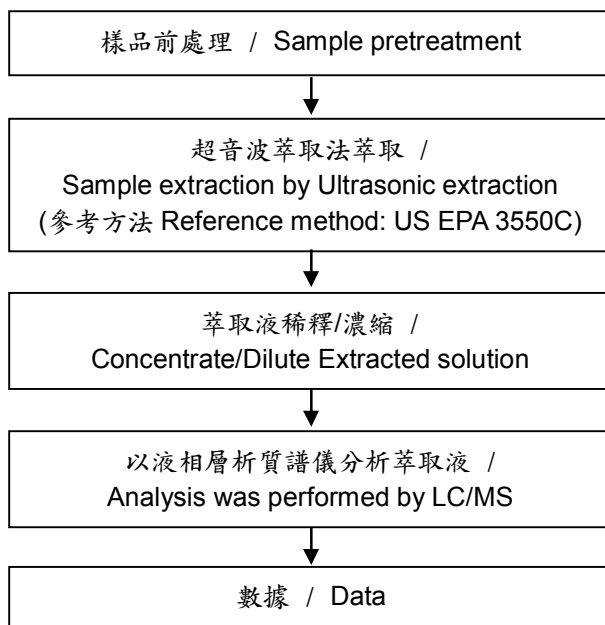 樣品前處理 / Sample pretreatment
超音波萃取法萃取 /
Sample extraction by Ultrasonic extraction
(參考方法 Reference method: US EPA 3550C)
萃取液稀釋/濃縮 /
Concentrate/Dilute Extracted solution
以液相層析質譜儀分析萃取液 /
Analysis was performed by LC/MS
數據 / Data